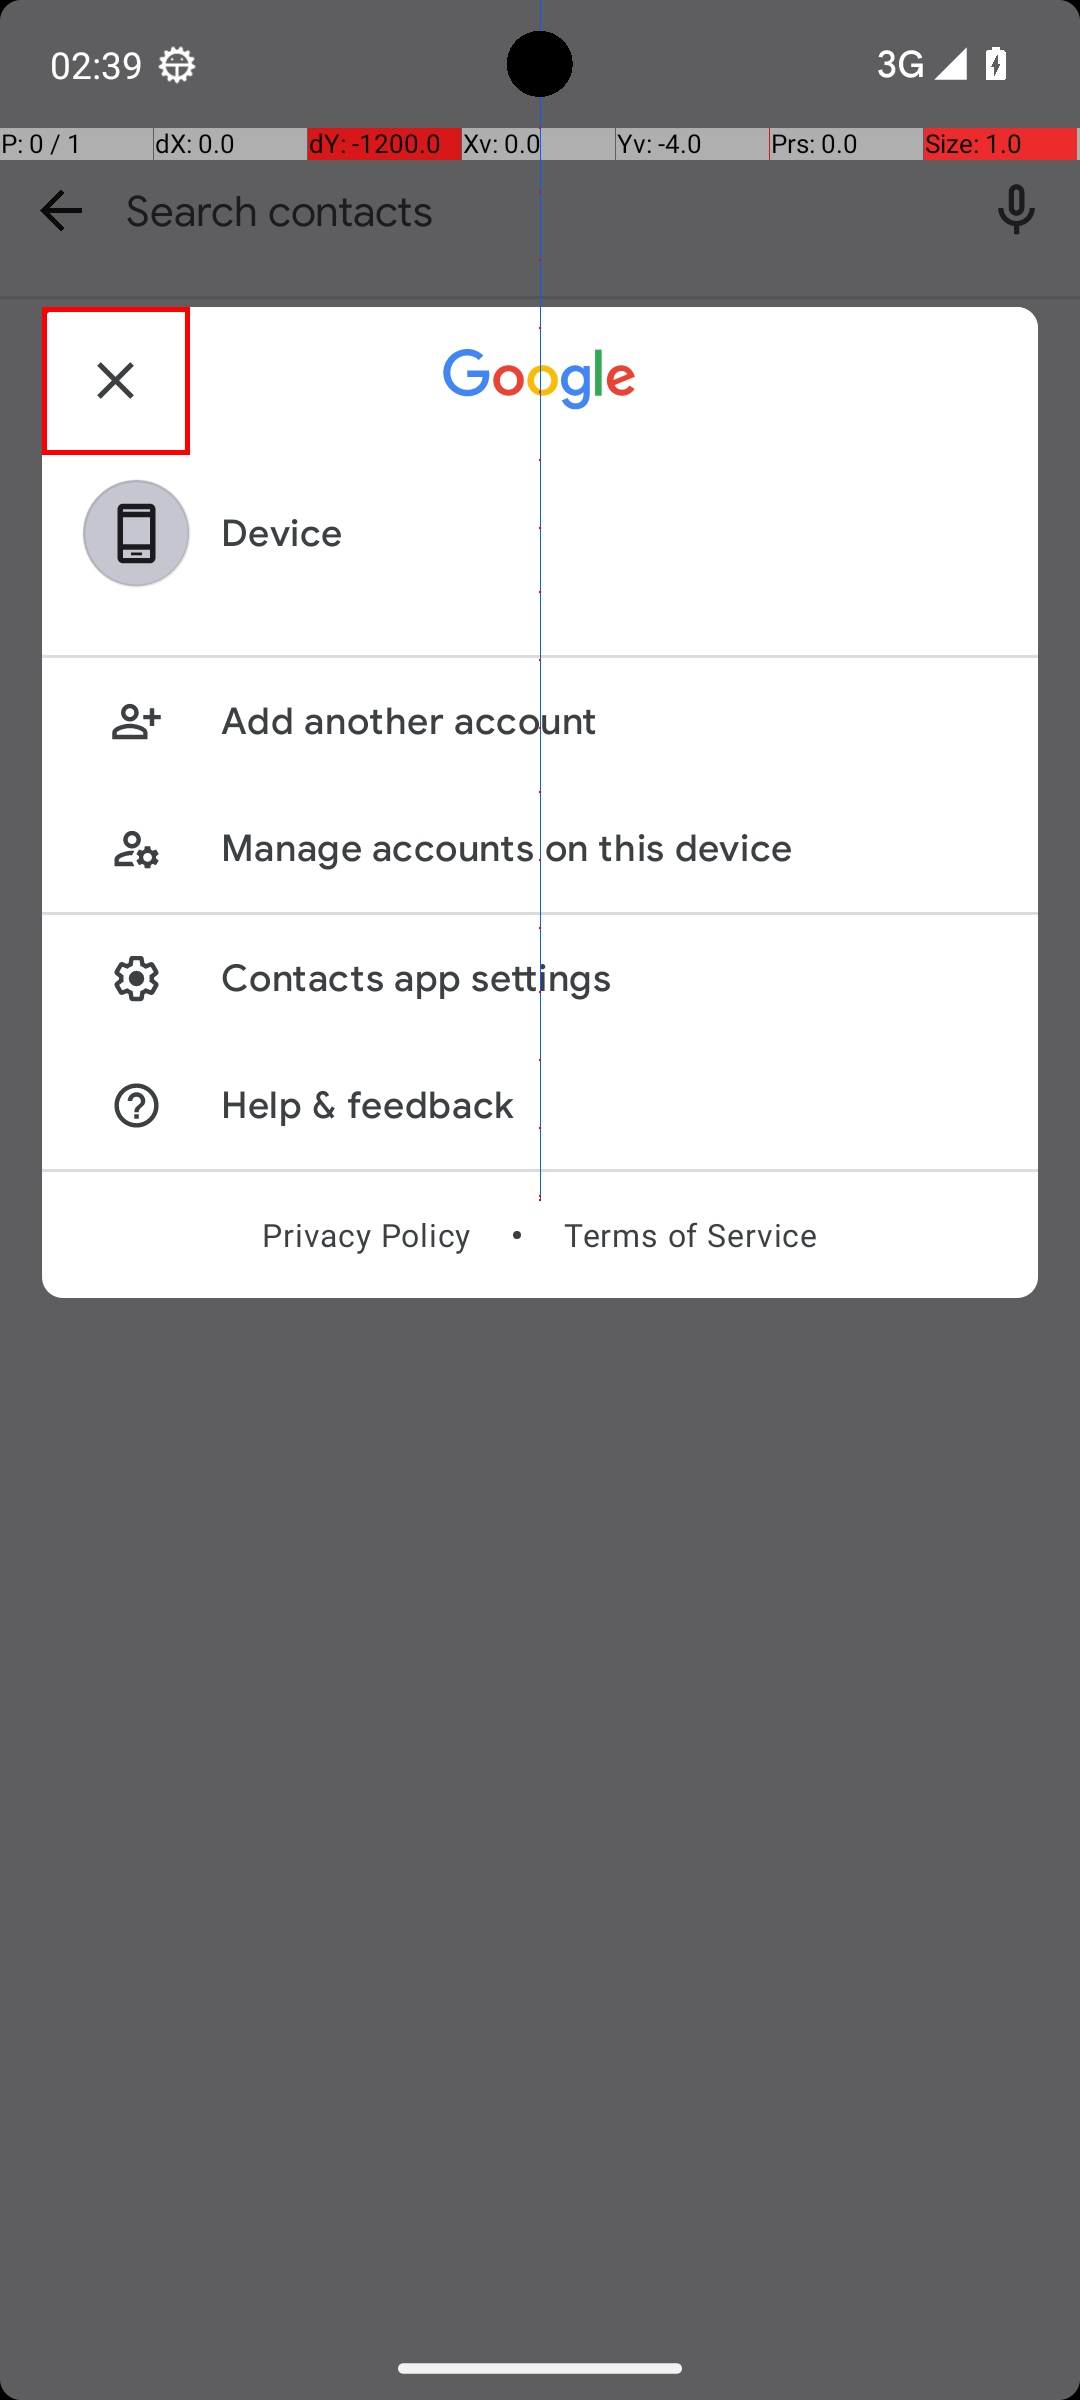 02:39 3G
P: 0 / 1 dX: 0.0 dY: -1200.0 Xv: 0.0 Yv: -4.0 Prs: 0.0 Size: 1.0
Search contacts
Google
Device
Add another account
Manage accounts on this device
Contacts app settings
Help & feedback
Privacy Policy • Terms of Service